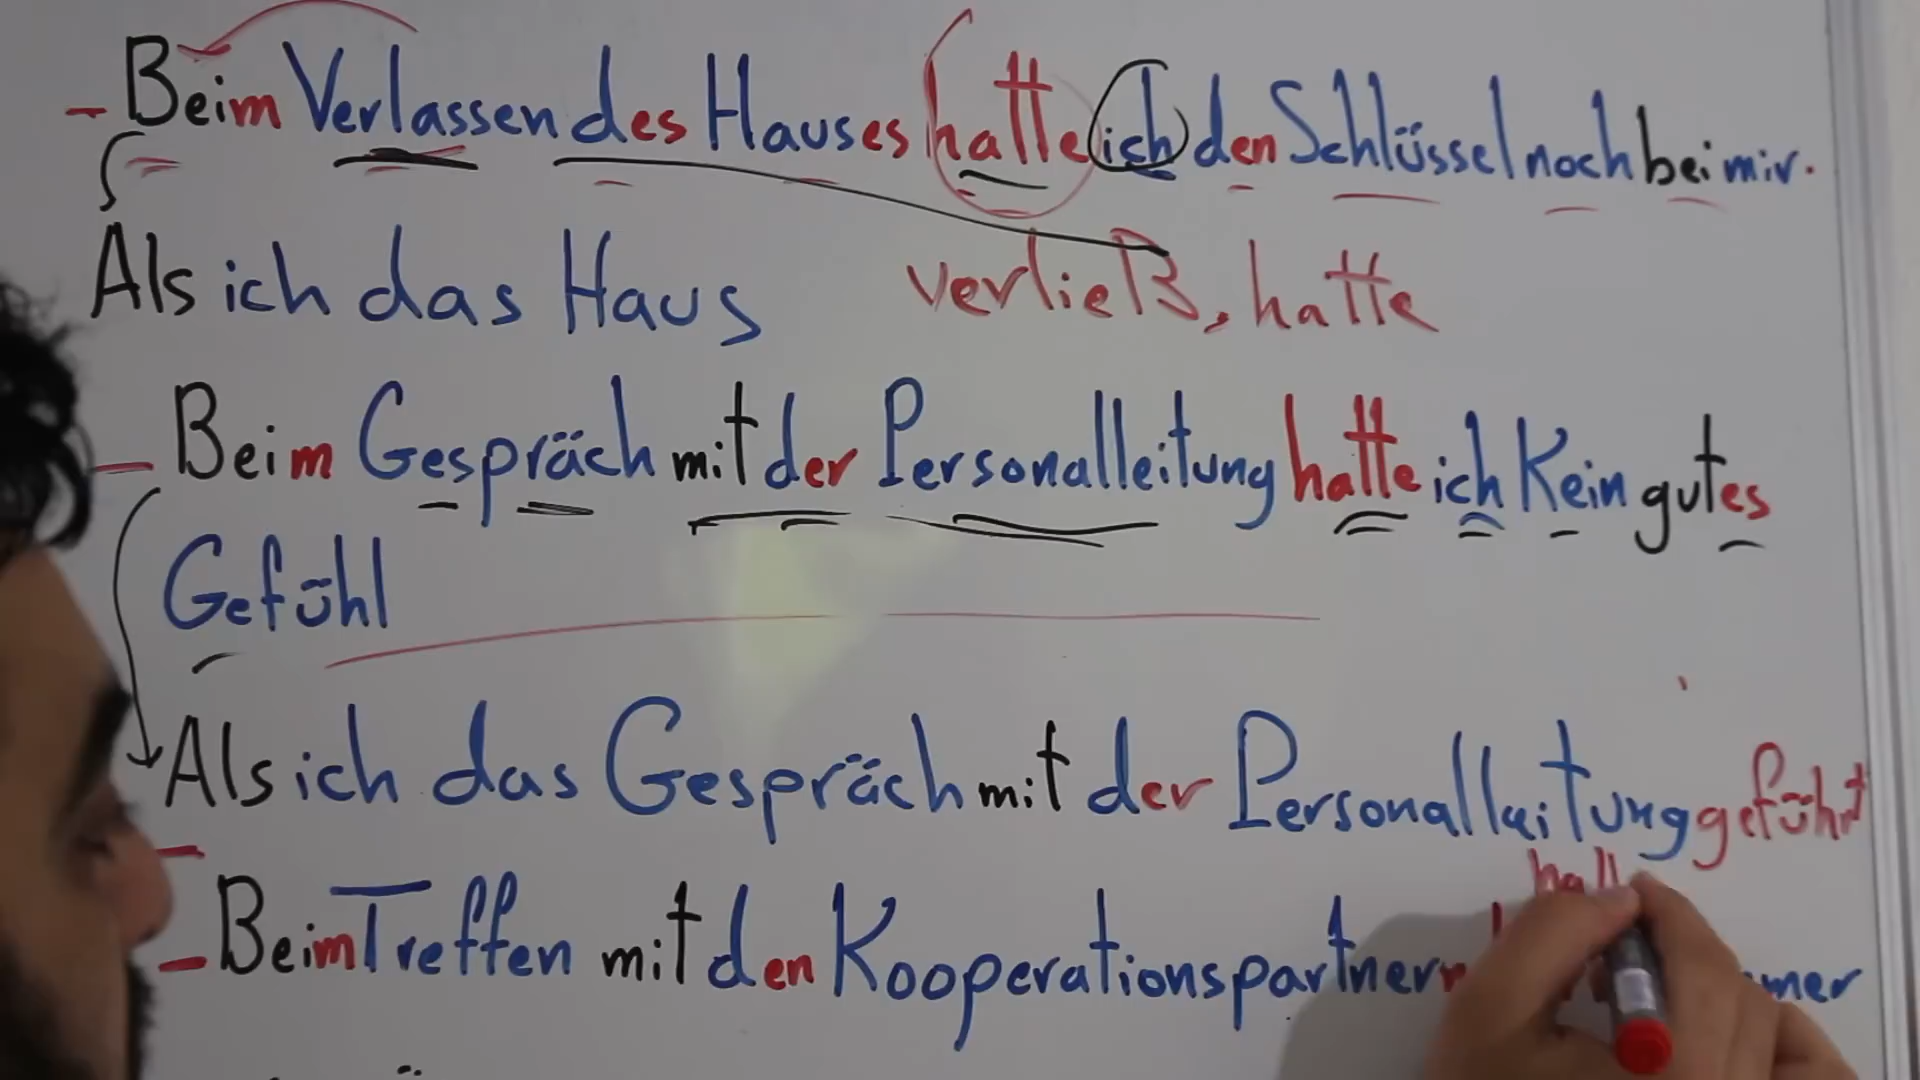 - Beim Verlassen des Hauses hatte ich den Schlüssel noch bei mir.
Als ich das Haus verließ, hatte
- Beim Gespräch mit der Personalleitung hatte ich kein gutes
Gefühl
Als ich das Gespräch mit der Personalleitung geführt
- Beim Treffen mit den Kooperationspartnern